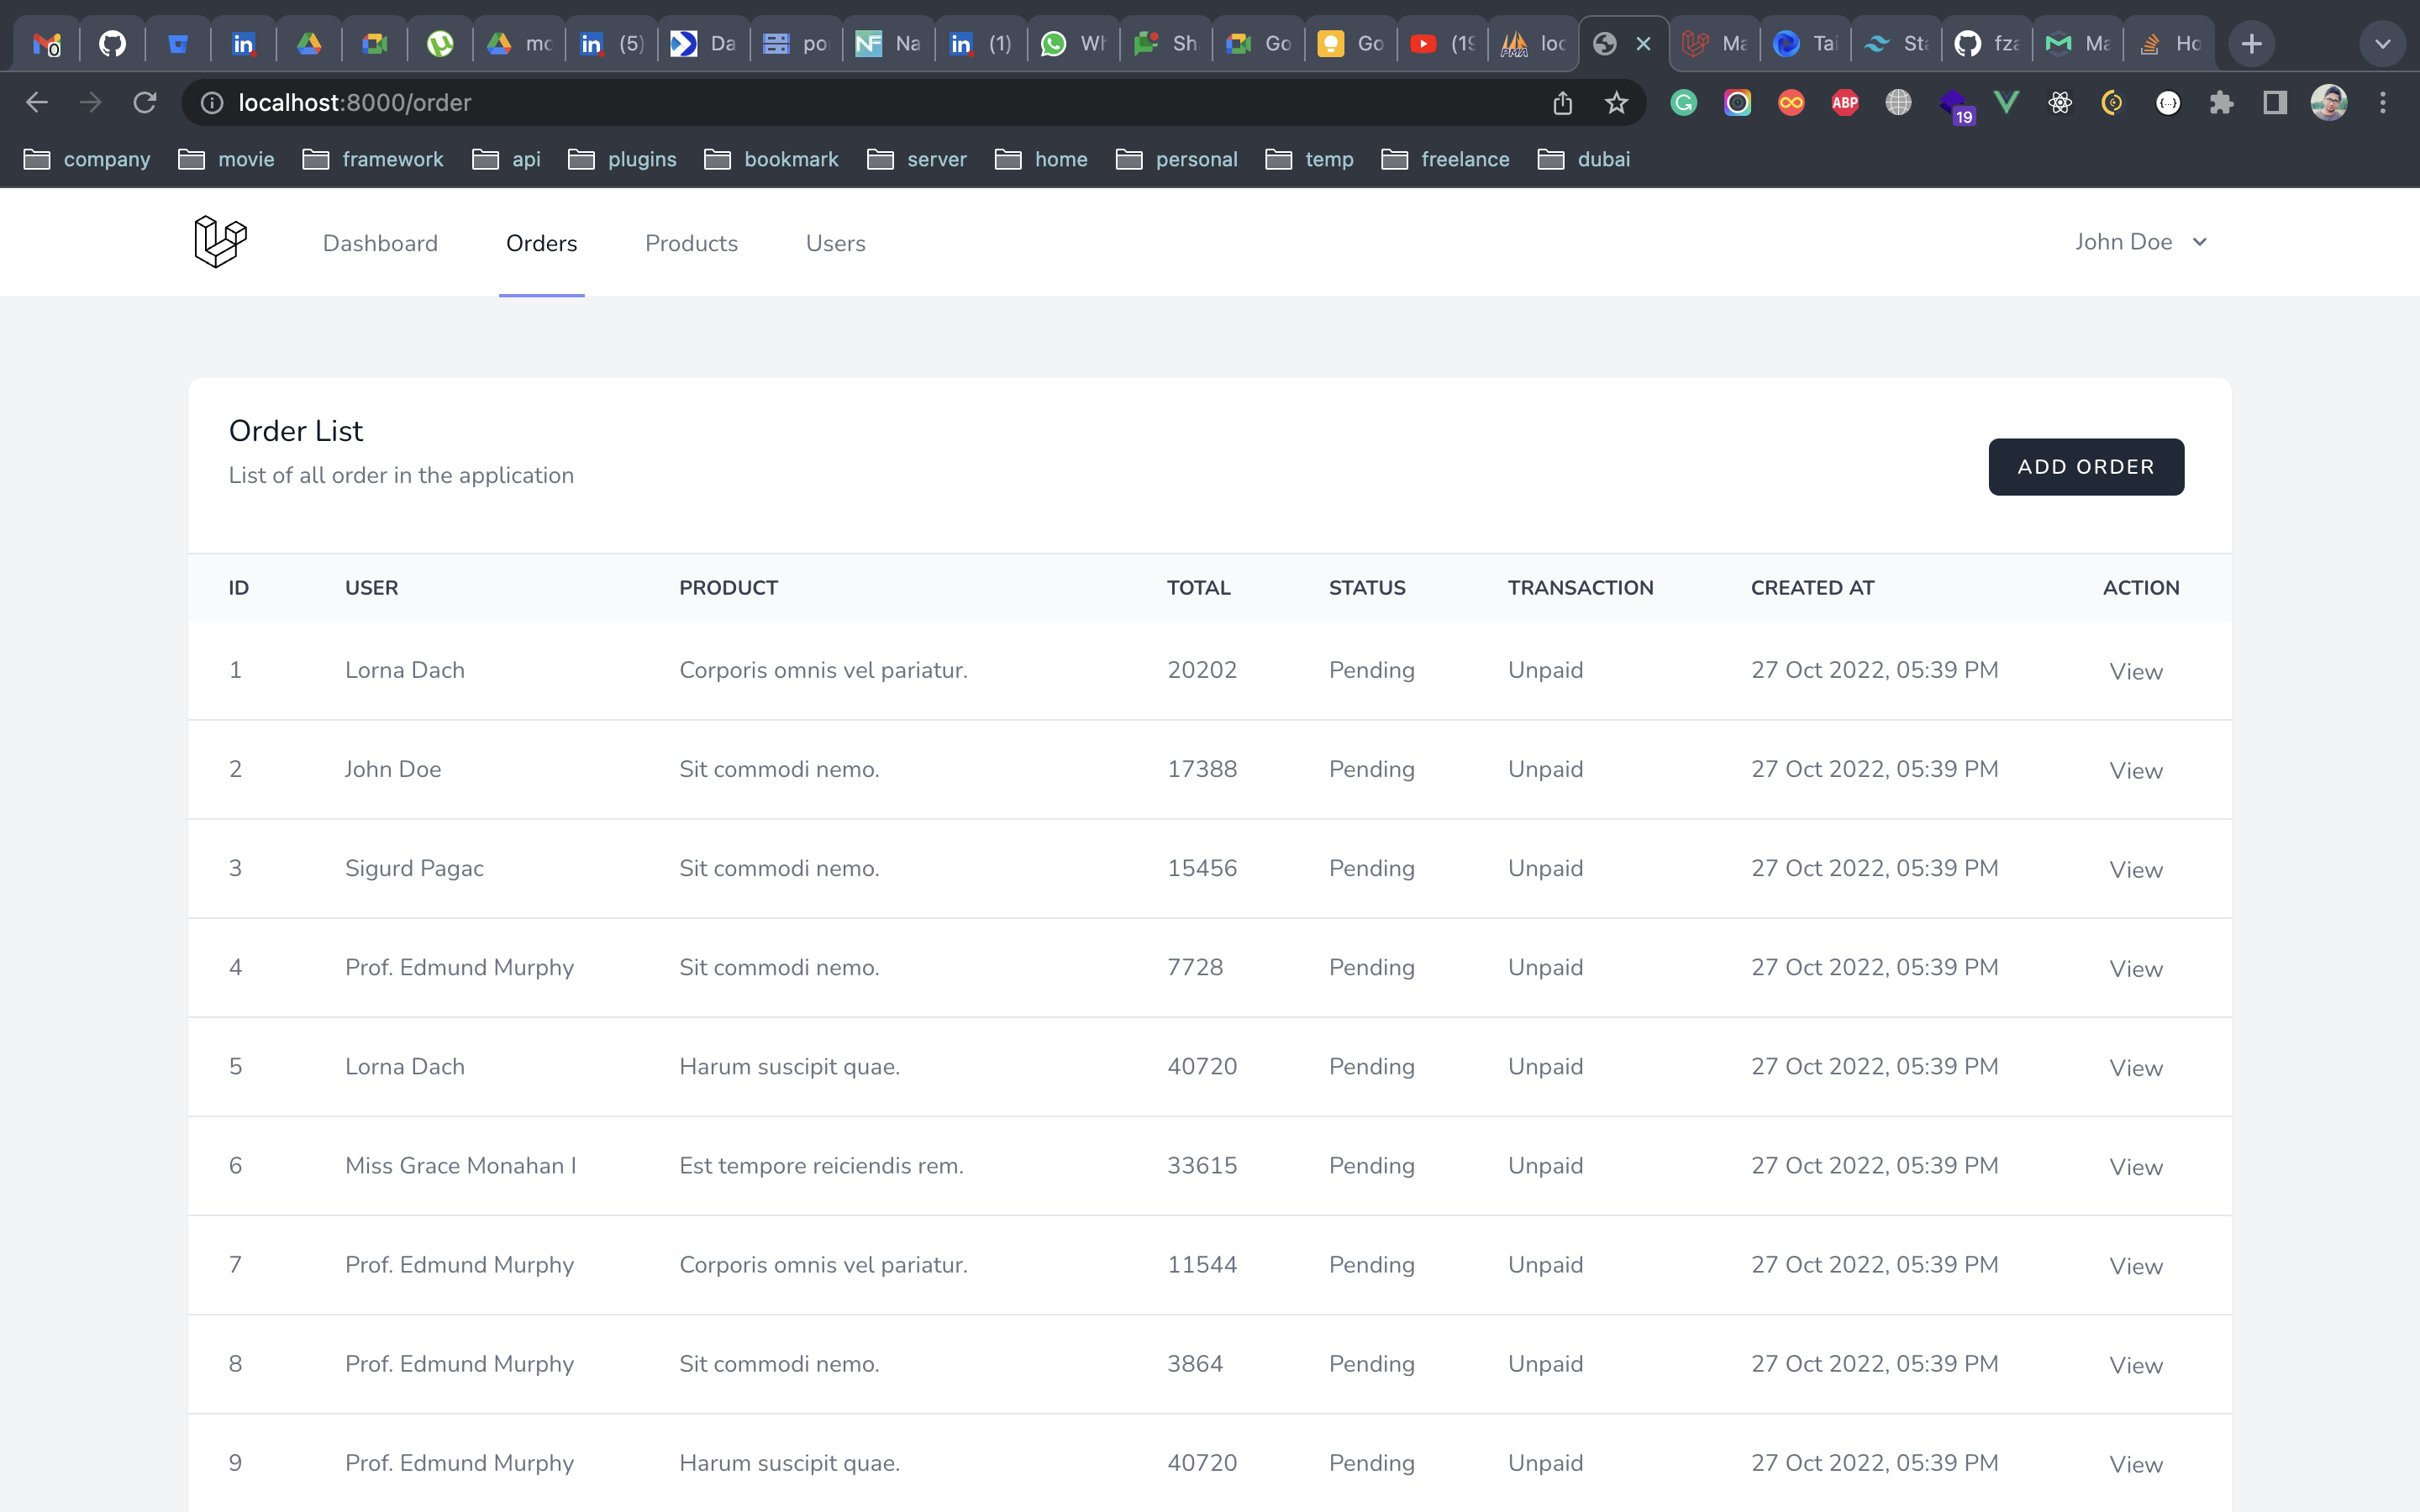 mc (5) Da po Na (1) Wh Sh Go Go (19 loc Ma Tai Sta fza Ma Ho
localhost:8000/order ABP 19
company movie framework api plugins bookmark server home personal temp freelance dubai
Dashboard Orders Products Users John Doe
Order List
List of all order in the application
ADD ORDER
ID USER PRODUCT TOTAL STATUS TRANSACTION CREATED AT ACTION
1 Lorna Dach Corporis omnis vel pariatur. 20202 Pending Unpaid 27 Oct 2022, 05:39 PM View
2 John Doe Sit commodi nemo. 17388 Pending Unpaid 27 Oct 2022, 05:39 PM View
3 Sigurd Pagac Sit commodi nemo. 15456 Pending Unpaid 27 Oct 2022, 05:39 PM View
4 Prof. Edmund Murphy Sit commodi nemo. 7728 Pending Unpaid 27 Oct 2022, 05:39 PM View
5 Lorna Dach Harum suscipit quae. 40720 Pending Unpaid 27 Oct 2022, 05:39 PM View
6 Miss Grace Monahan I Est tempore reiciendis rem. 33615 Pending Unpaid 27 Oct 2022, 05:39 PM View
7 Prof. Edmund Murphy Corporis omnis vel pariatur. 11544 Pending Unpaid 27 Oct 2022, 05:39 PM View
8 Prof. Edmund Murphy Sit commodi nemo. 3864 Pending Unpaid 27 Oct 2022, 05:39 PM View
9 Prof. Edmund Murphy Harum suscipit quae. 40720 Pending Unpaid 27 Oct 2022, 05:39 PM View